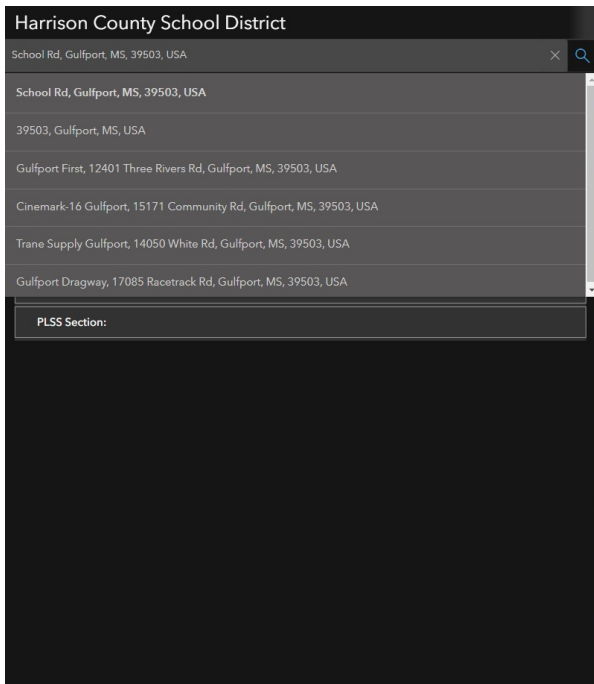 Harrison County School District
School Rd, Gulfport, MS, 39503, USA
School Rd, Gulfport, MS, 39503, USA
39503, Gulfport, MS, USA
Gulfport First, 12401 Three Rivers Rd, Gulfport, MS, 39503, USA
Cinemark-16 Gulfport, 15171 Community Rd, Gulfport, MS, 39503, USA
Trane Supply Gulfport, 14050 White Rd, Gulfport, MS, 39503, USA
Gulfport Dragway, 17085 Racetrack Rd, Gulfport, MS, 39503, USA
PLSS Section: